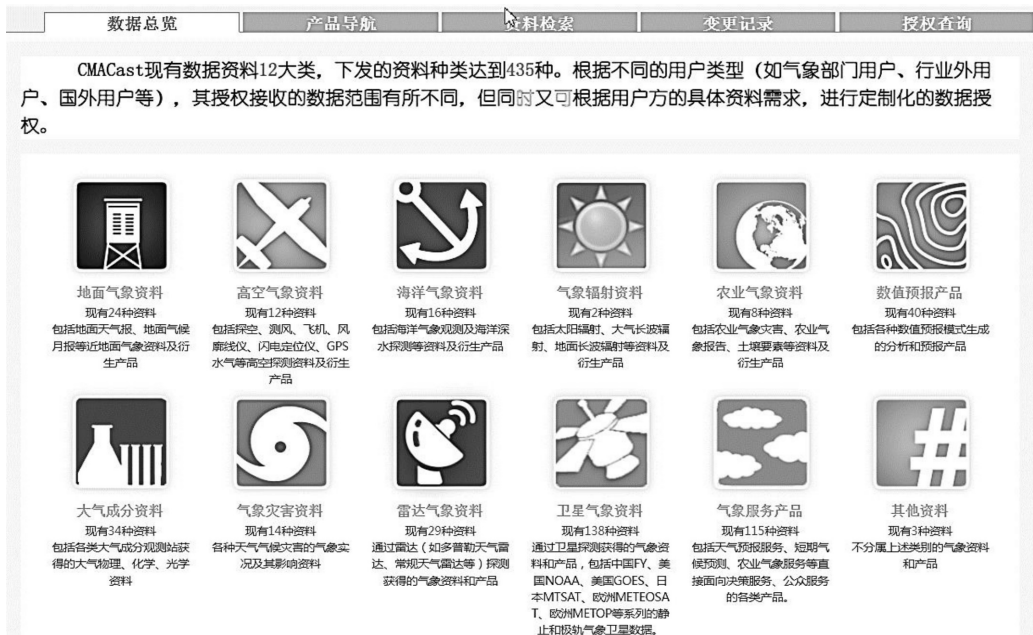 数据总览
产品导航
资料检索
变更记录
授权查询
CMACast现有数据资料12大类，下发的资料种类达到435种。根据不同的用户类型（如气象部门用户、行业外用
户、国外用户等），其授权接收的数据范围有所不同，但同时又可根据用户方的具体资料需求，进行定制化的数据授
权。
地面气象资料
现有24种资料
包括地面天气报、地面气候
月报等近地面气象资料及衍
生产品
高空气象资料
现有12种资料
包括探空、测风、飞机、风
廓线仪、闪电定位仪、GPS
水气等高空探测资料及衍生
产品
海洋气象资料
现有16种资料
包括海洋气象观测及海洋深
水探测等资料及衍生产品
气象辐射资料
现有2种资料
包括太阳辐射、大气长波辐
射、地面长波辐射等资料及
衍生产品
农业气象资料
现有8种资料
包括农业气象灾害、农业气
象报告、土壤要素等资料及
衍生产品
数值预报产品
现有40种资料
包括各种数值预报模式生成
的分析和预报产品
大气成分资料
现有34种资料
包括各类大气成分观测站获
得的大气物理、化学、光学
资料
气象灾害资料
现有14种资料
各种天气气候灾害的气象实
况及其影响资料
雷达气象资料
现有29种资料
通过雷达（如多普勒天气雷
达、常规天气雷达等）探测
获得的气象资料和产品
卫星气象资料
现有138种资料
通过卫星探测获得的气象资
料和产品，包括中国FY、美
国NOAA、美国GOES、日
本MTSAT、欧洲METEOSA
T、欧洲METOP等系列的静
止和极轨气象卫星数据。
气象服务产品
现有115种资料
包括天气预报服务、短期气
候预测、农业气象服务等直
接面向决策服务、公众服务
的各类产品。
其他资料
现有3种资料
不分属上述类别的气象资料
和产品